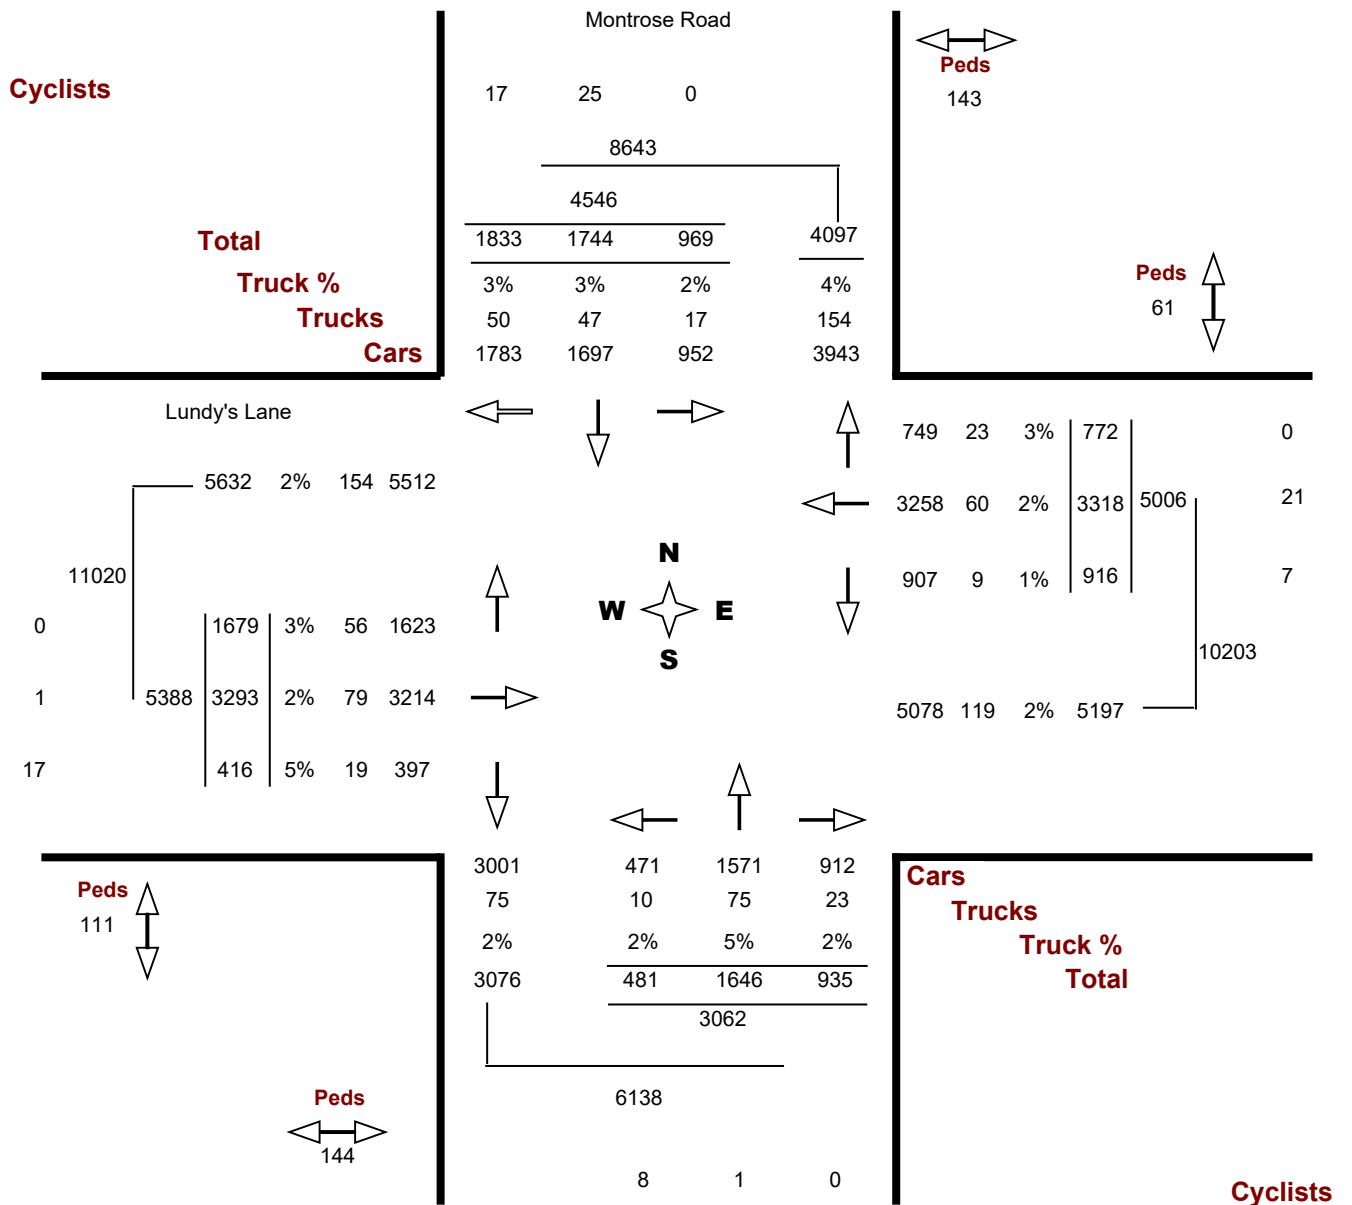 Montrose Road
Peds
143
Cyclists
17 25 0
8643
4546
Total 1833 1744 969 4097
Truck % 3% 3% 2% 4%
Trucks 50 47 17 154
Cars 1783 1697 952 3943
Peds
61
Lundy's Lane
749 23 3% 772 0
5632 2% 154 5512
3258 60 2% 3318 5006 21
N
11020
907 9 1% 916 7
W E
0 1679 3% 56 1623
S
10203
1 5388 3293 2% 79 3214
5078 119 2% 5197
17 416 5% 19 397
3001 471 1571 912 Cars
Peds
75 10 75 23 Trucks
111
2% 2% 5% 2% Truck %
3076 481 1646 935 Total
3062
Peds
6138
144
8 1 0
Cyclists